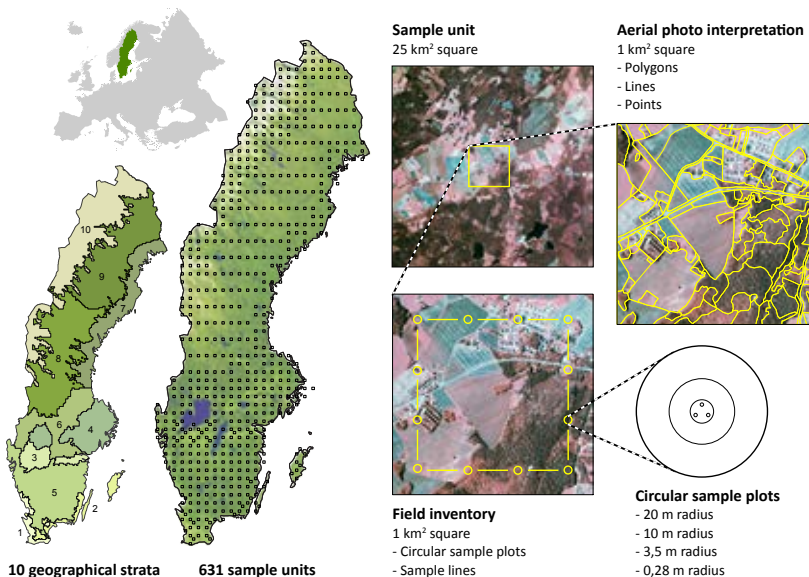 Sample unit
25 km² square
Aerial photo interpretation
1 km² square
- Polygons
- Lines
- Points
10
9
8
7
6
4
3
5
2
1
Field inventory
1 km² square
- Circular sample plots
- Sample lines
Circular sample plots
- 20 m radius
- 10 m radius
- 3,5 m radius
- 0,28 m radius
10 geographical strata
631 sample units